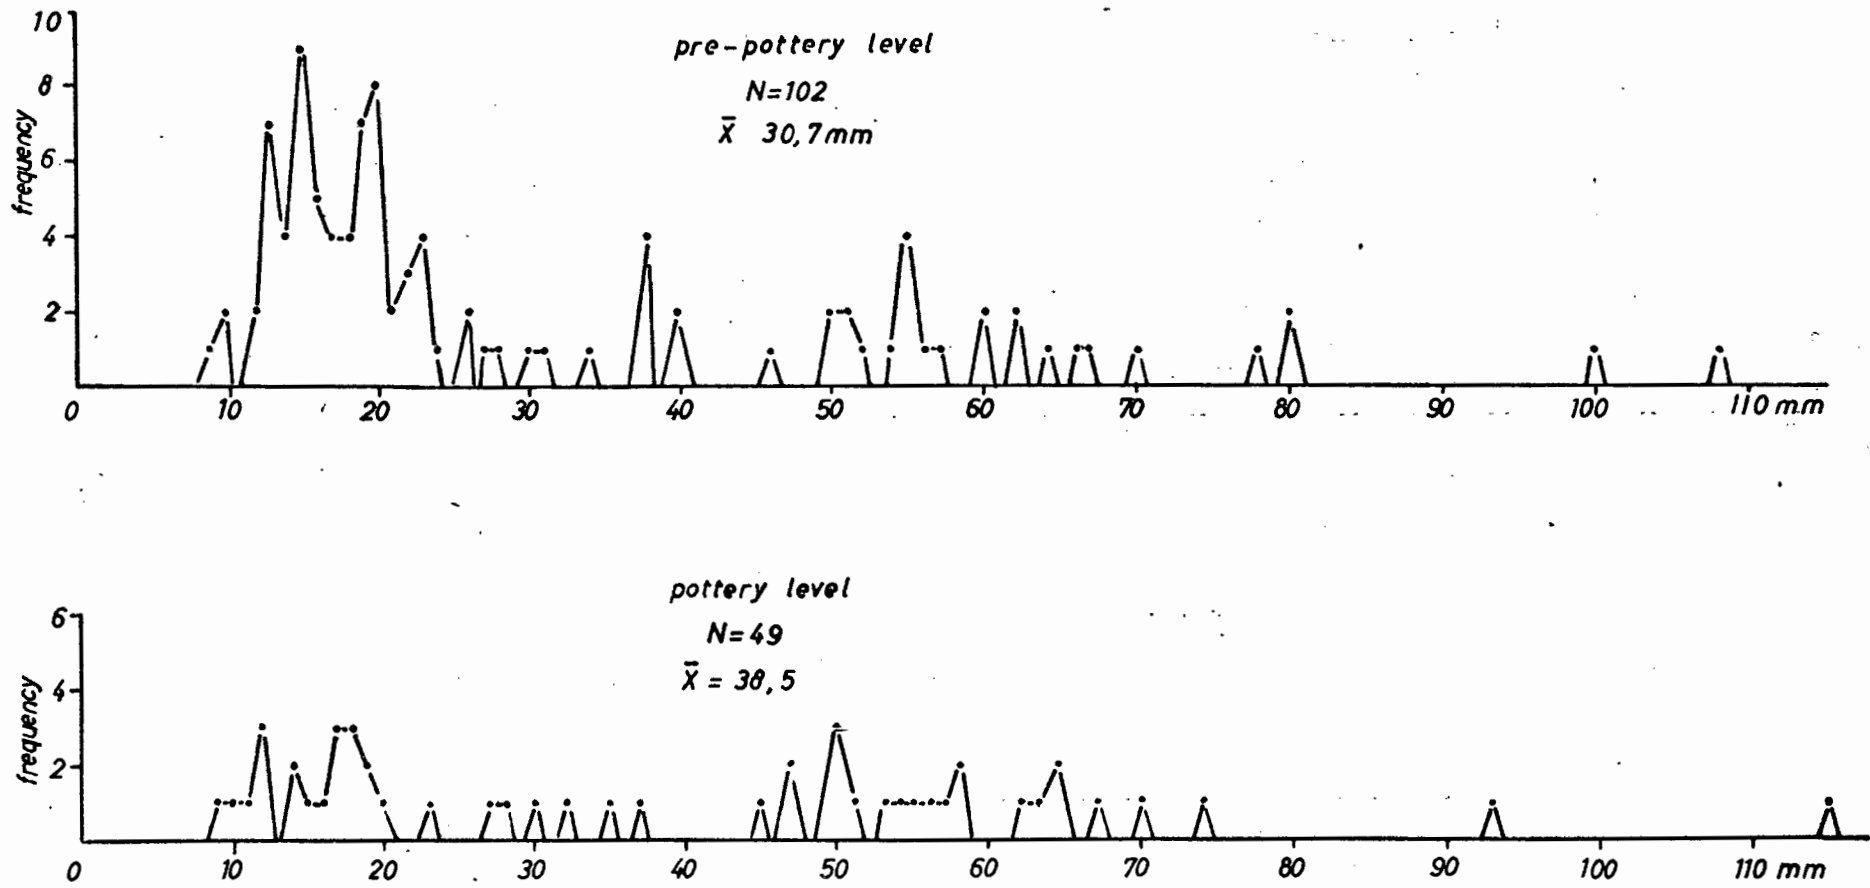 pre-pottery level
N=102
X̄ 30,7mm
frequency
10
8
6
4
2
0 10 20 30 40 50 60 70 80 90 100 110 mm
pottery level
N=49
X̄ = 38,5
frequency
6
4
2
0 10 20 30 40 50 60 70 80 90 100 110 mm